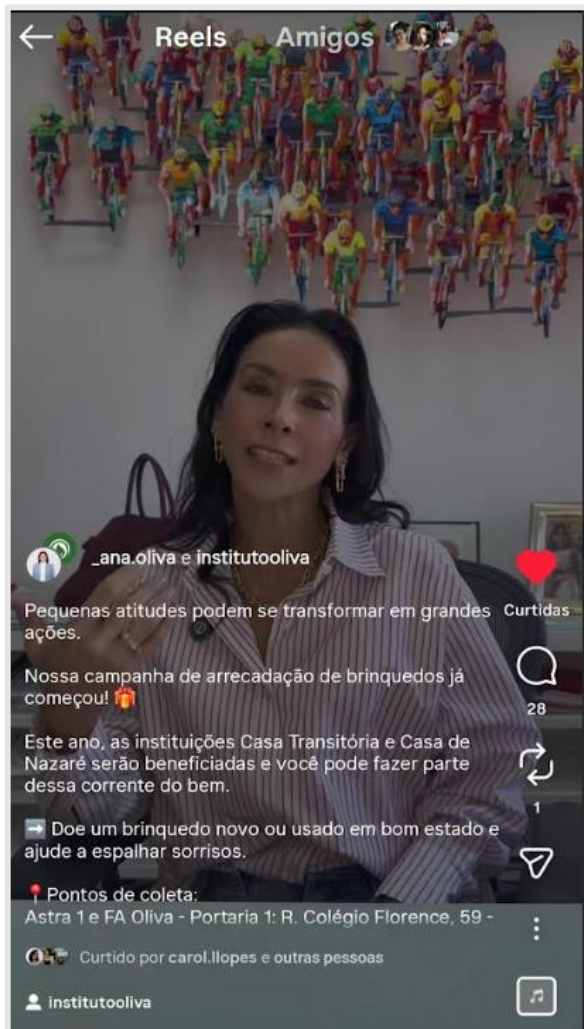 Reels Amigos
_ana.oliva e institutooliva
Pequenas atitudes podem se transformar em grandes
ações.
Curtidas
Nossa campanha de arrecadação de brinquedos já
começou! 🎁
28
Este ano, as instituições Casa Transitória e Casa de
Nazaré serão beneficiadas e você pode fazer parte
dessa corrente do bem.
1
➡️ Doe um brinquedo novo ou usado em bom estado e
ajude a espalhar sorrisos.
📍Pontos de coleta:
Astra 1 e FA Oliva - Portaria 1: R. Colégio Florence, 59 -
Curtido por carol.llopes e outras pessoas
institutooliva